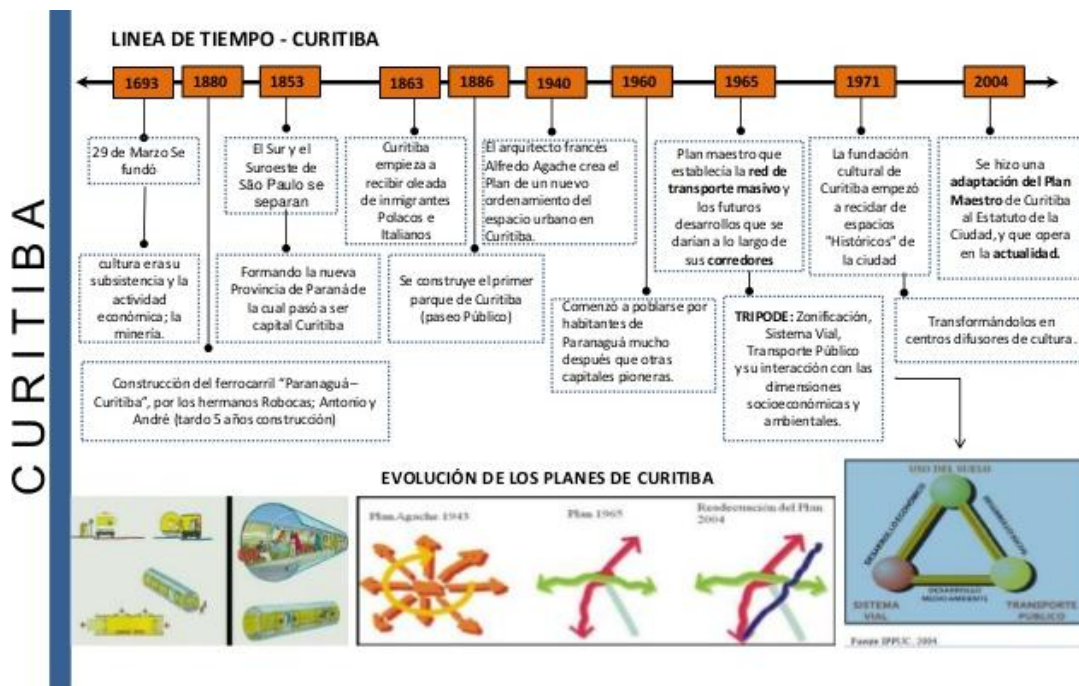 CURITIBA
LINEA DE TIEMPO - CURITIBA
1693
1880
1853
1863
1886
1940
1960
1965
1971
2004
29 de Marzo Se
fundó
cultura era su
subsistencia y la
actividad
económica; la
minería.
Construcción del ferrocarril “Paranaguá–
Curitiba”, por los hermanos Robocas; Antonio y
André (tardo 5 años construcción)
El Sur y el
Suroeste de
São Paulo se
separan
Formando la nueva
Provincia de Paraná de
la cual pasó a ser
capital Curitiba
Curitiba
empieza a
recibir oleada
de inmigrantes
Polacos e
Italianos
Se construye el primer
parque de Curitiba
(paseo Público)
El arquitecto francés
Alfredo Agache crea el
Plan de un nuevo
ordenamiento del
espacio urbano en
Curitiba.
Comenzó a poblarse por
habitantes de
Paranaguá mucho
después que otras
capitales pioneras.
Plan maestro que
establecía la red de
transporte masivo y
los futuros
desarrollos que se
darían a lo largo de
sus corredores
TRIPODE: Zonificación,
Sistema Vial,
Transporte Público
y su interacción con las
dimensiones
socioeconómicas y
ambientales.
La fundación
cultural de
Curitiba empezó
a recidar de
espacios
"Históricos" de
la ciudad
Transformándolos en
centros difusores de cultura.
Se hizo una
adaptación del Plan
Maestro de Curitiba
al Estatuto de la
Ciudad, y que opera
en la actualidad.
EVOLUCIÓN DE LOS PLANES DE CURITIBA
Plan Agache 1943
Plan 1965
Readecuación del Plan
2004
USO DEL SUELO
DESARROLLO ECONÓMICO
DESARROLLO SOCIAL
DESARROLLO
MEDIO AMBIENTE
SISTEMA
VIAL
TRANSPORTE
PÚBLICO
Fuente IPPUC, 2004